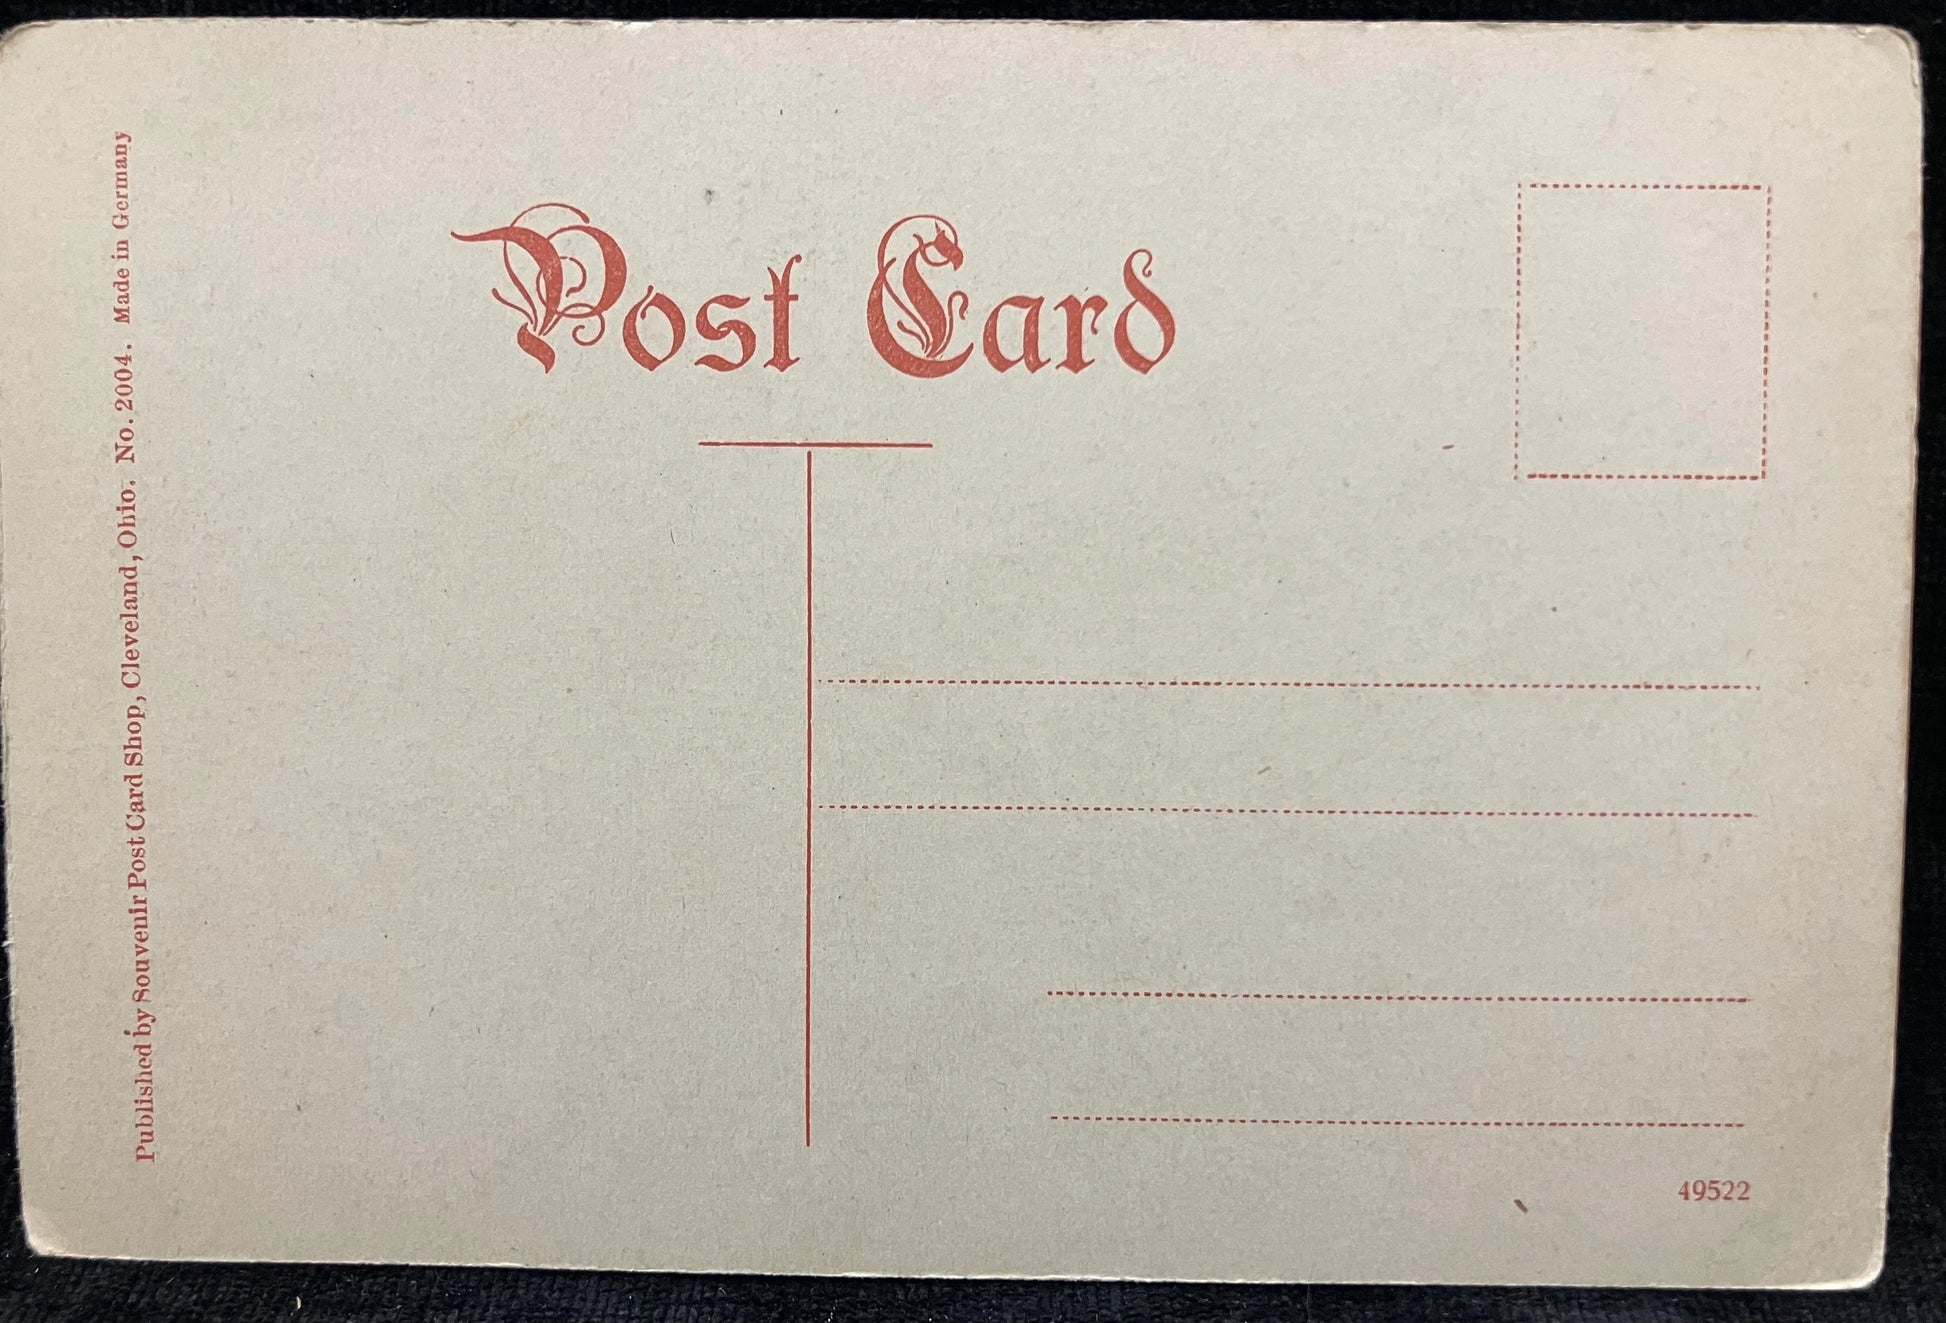 Post Card
Published by Souvenir Post Card Shop, Cleveland, Ohio. No. 2004. Made in Germany
49522